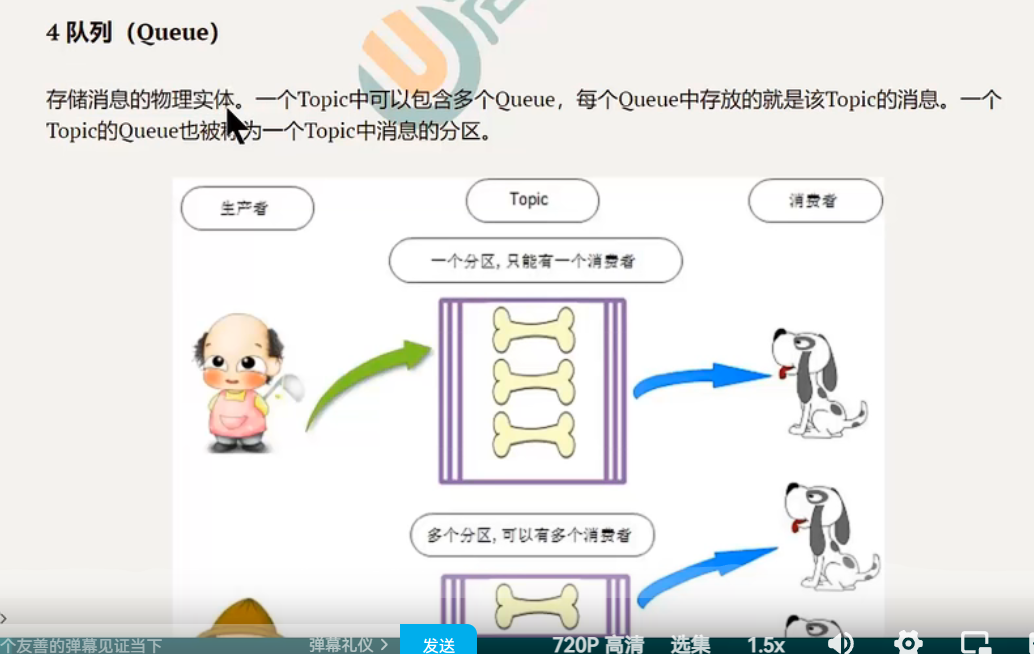 4 队列（Queue）
存储消息的物理实体。一个Topic中可以包含多个Queue，每个Queue中存放的就是该Topic的消息。一个
Topic的Queue也被称为一个Topic中消息的分区。
生产者
Topic
消费者
一个分区, 只能有一个消费者
多个分区, 可以有多个消费者
个友善的弹幕见证当下
弹幕礼仪 >
发送
720P 高清
选集
1.5x